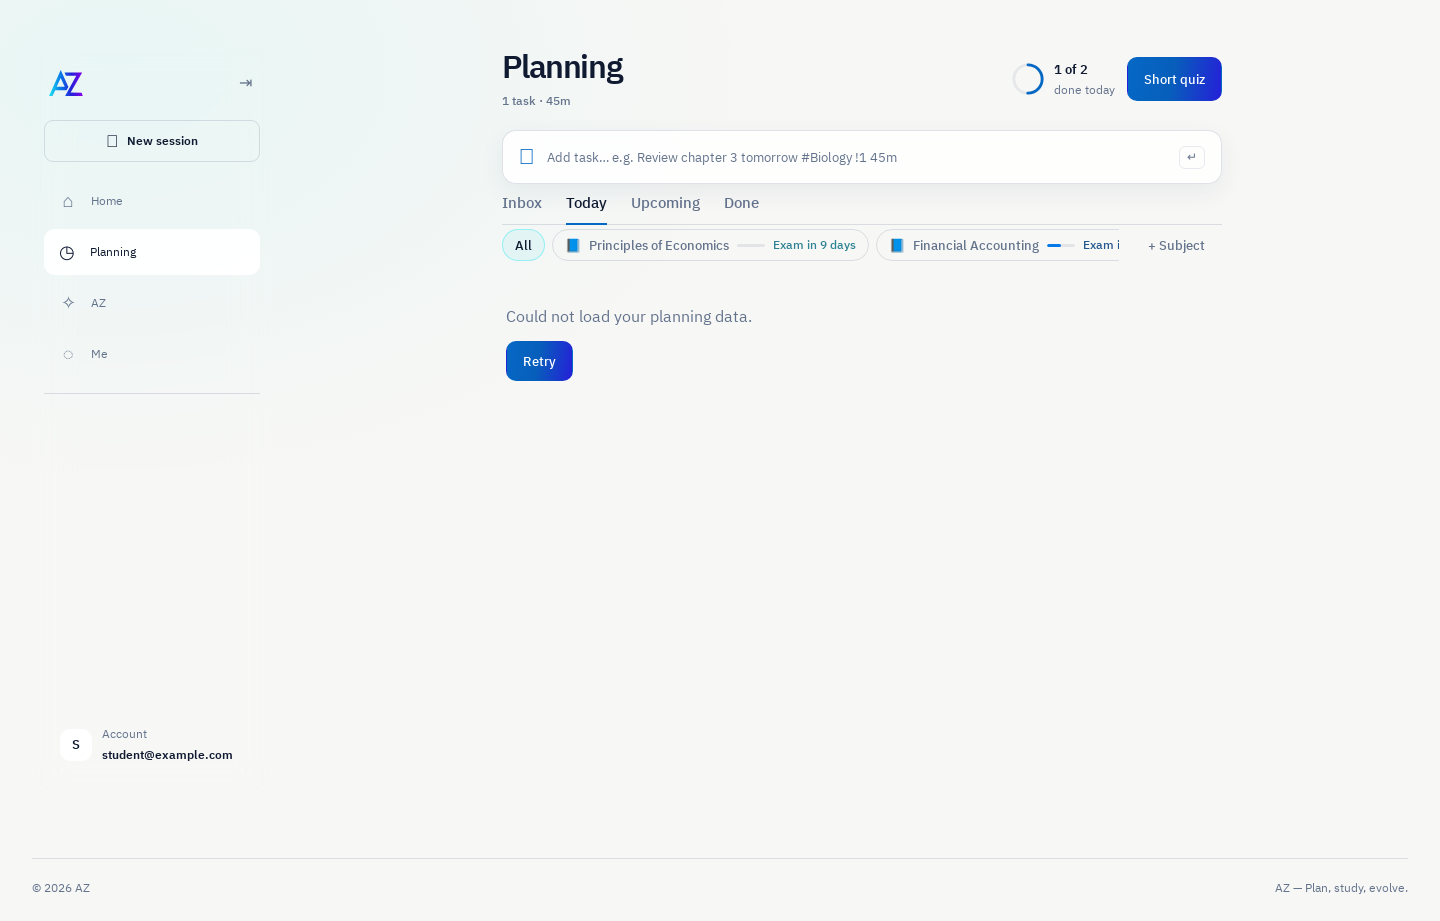 AZ
New session
Home
Planning
AZ
Me
Account
S
student@example.com
Planning
1 task · 45m
1 of 2
done today
Short quiz
Add task... e.g. Review chapter 3 tomorrow #Biology !1 45m
Inbox Today Upcoming Done
All Principles of Economics Exam in 9 days Financial Accounting Exam i + Subject
Could not load your planning data.
Retry
© 2026 AZ
AZ — Plan, study, evolve.